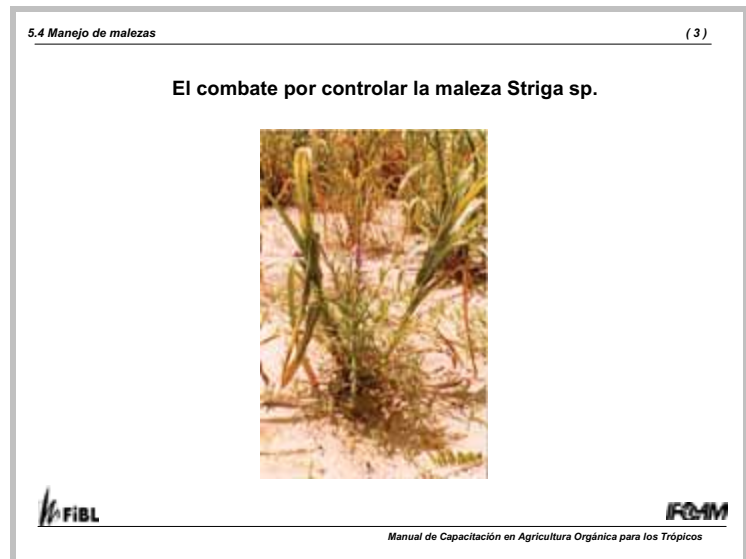 5.4 Manejo de malezas (3)
El combate por controlar la maleza Striga sp.
FiBL IFOAM
Manual de Capacitación en Agricultura Orgánica para los Trópicos